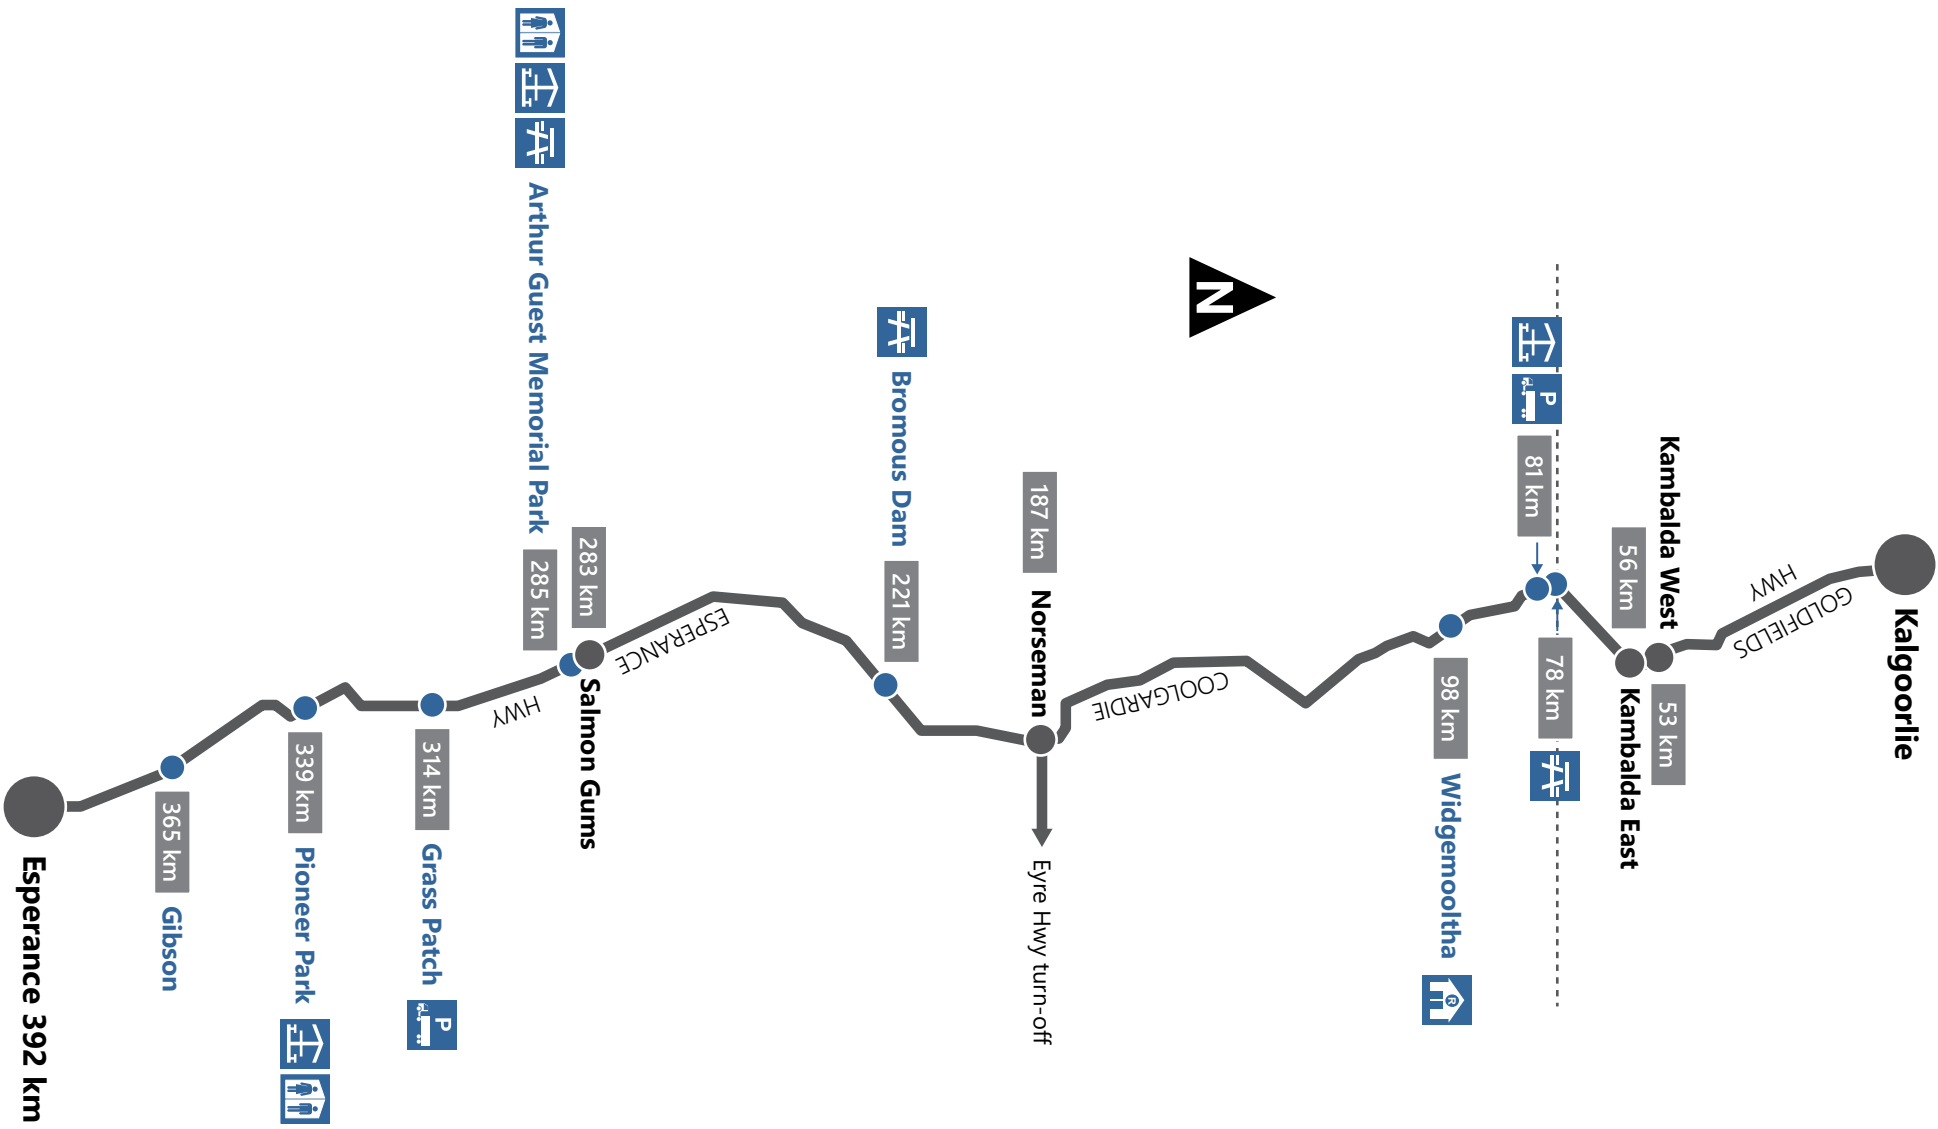 Kalgoorlie
GOLDFIELDS
HWY
Kambalda West
53 km
56 km
Kambalda East
78 km
P
81 km
98 km
Widgemooltha
R
N
COOLGARDIE
187 km
Norseman
Eyre Hwy turn-off
Bromous Dam
221 km
ESPERANCE
HWY
283 km
Salmon Gums
Arthur Guest Memorial Park
285 km
314 km
Grass Patch
P
339 km
Pioneer Park
365 km
Gibson
Esperance 392 km